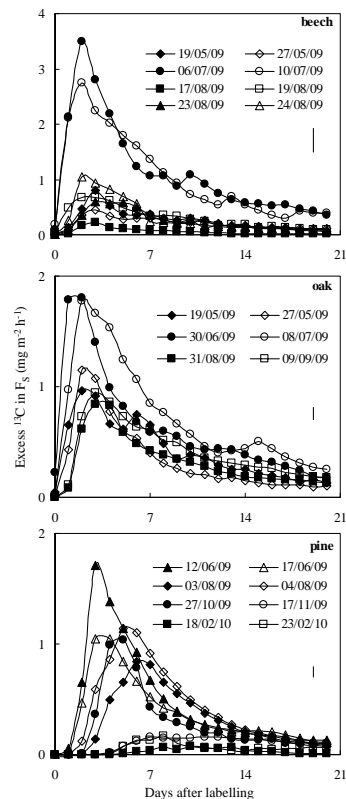 beech
19/05/09 27/05/09
06/07/09 10/07/09
17/08/09 19/08/09
23/08/09 24/08/09
4
3
2
1
0
0 7 14 21
oak
19/05/09 27/05/09
30/06/09 08/07/09
31/08/09 09/09/09
2
1
0
0 7 14 21
Excess ¹³C in F_S (mg m⁻² h⁻¹)
pine
12/06/09 17/06/09
03/08/09 04/08/09
27/10/09 17/11/09
18/02/10 23/02/10
2
1
0
0 7 14 21
Days after labelling